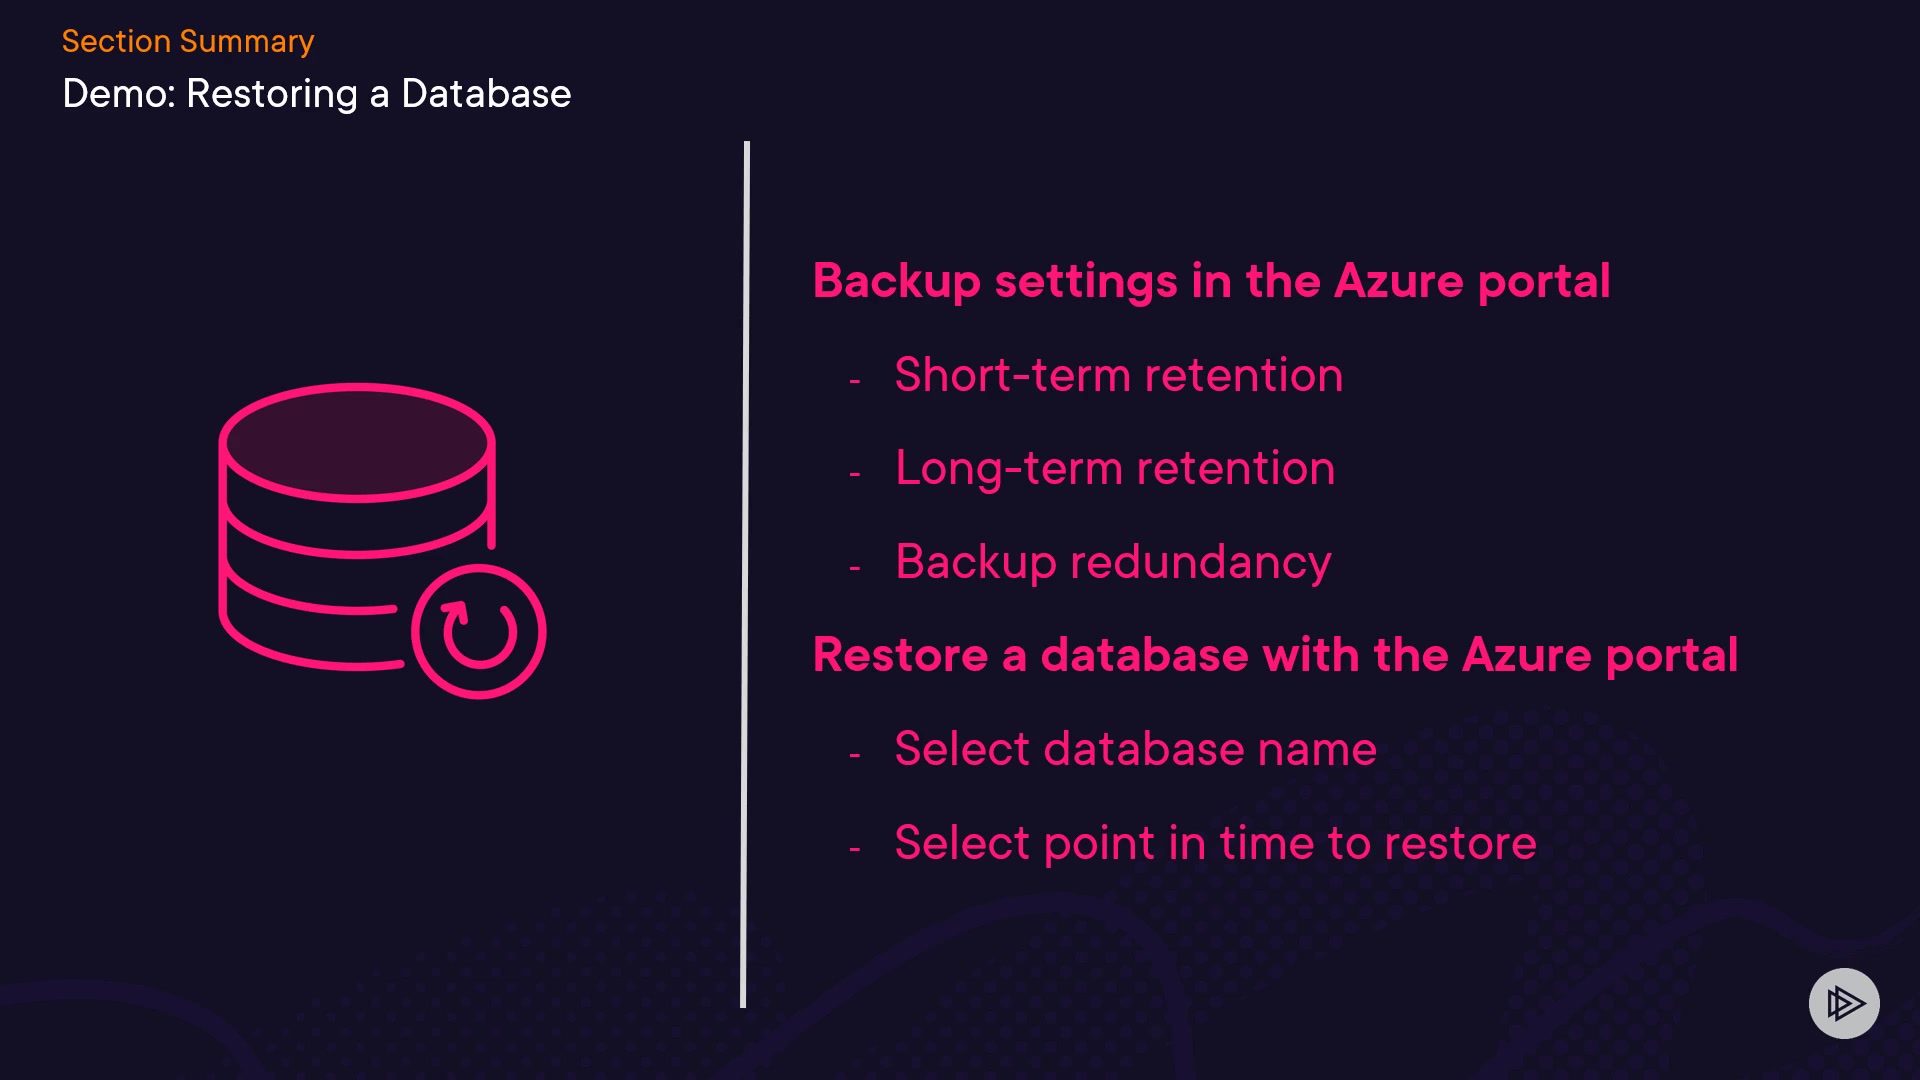 Section Summary
Demo: Restoring a Database
Backup settings in the Azure portal
- Short-term retention
- Long-term retention
- Backup redundancy
Restore a database with the Azure portal
- Select database name
- Select point in time to restore